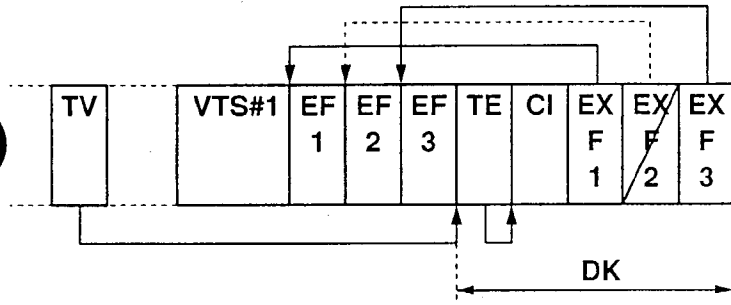 TV VTS#1 EF EF EF TE CI EX EX EX
1 2 3 F F F
1 2 3
DK